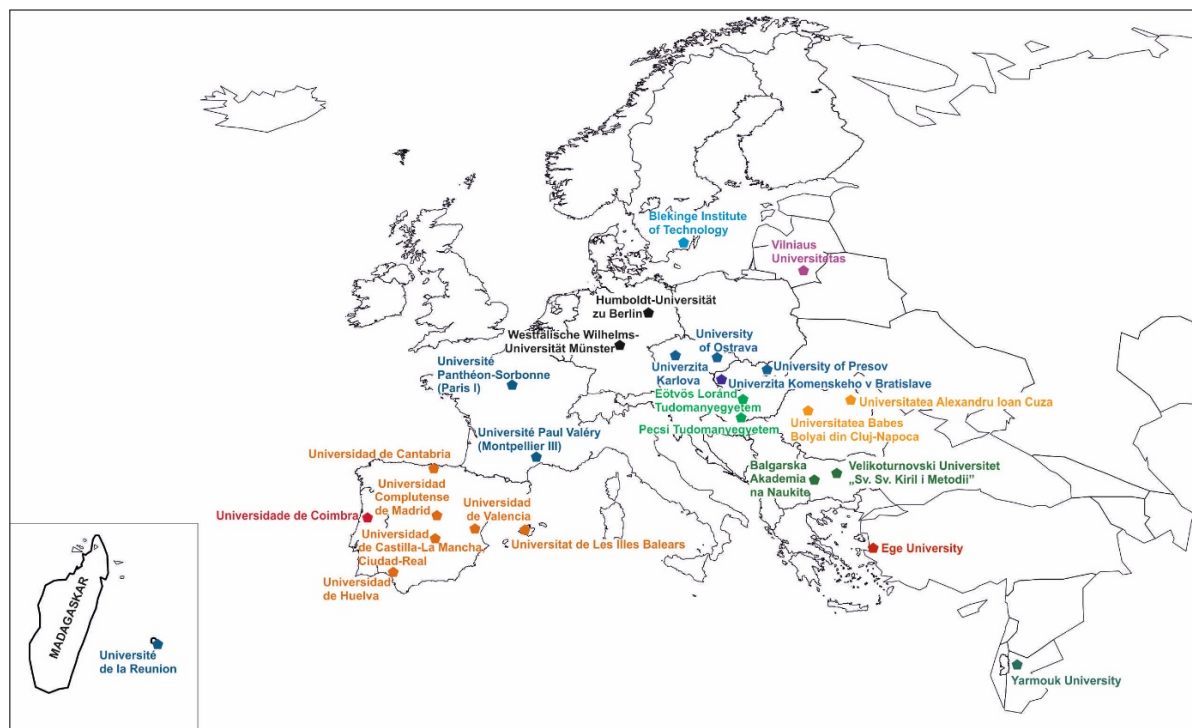 Blekinge Institute
of Technology
Vilniaus
Universitetas
Humboldt-Universität
zu Berlin
Westfälische Wilhelms-
Universität Münster
University
of Ostrava
Univerzita
Karlova
University of Presov
Univerzita Komenskeho v Bratislave
Université
Panthéon-Sorbonne
(Paris I)
Eötvös Loránd
Tudomanyegyetem
Pecsi Tudomanyegyetem
Universitatea Alexandru Ioan Cuza
Universitatea Babes
Bolyai din Cluj-Napoca
Université Paul Valéry
(Montpellier III)
Universidad de Cantabria
Balgarska
Akademia
na Naukite
Velikoturnovski Universitet
„Sv. Sv. Kiril i Metodii”
Universidad
Complutense
de Madrid
Universidad
de Valencia
Universidade de Coimbra
Universidad
de Castilla-La Mancha,
Ciudad-Real
Universitat de Les Illes Balears
Ege University
Universidad
de Huelva
MADAGASKAR
Université
de la Reunion
Yarmouk University